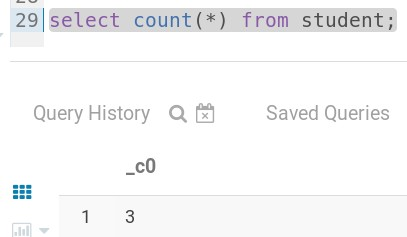 29 select count(*) from student;
Query History Saved Queries
_c0
1 3